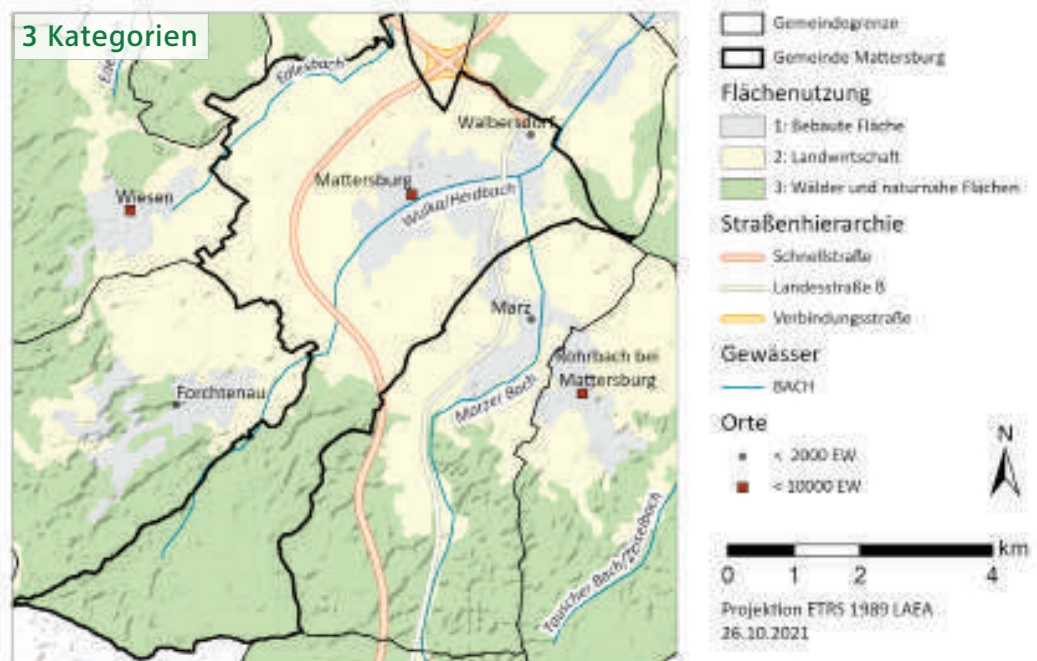 3 Kategorien
Edlesbach
Walbersdorf
Mattersburg
Wulka/Herdbach
Wiesen
Marz
Rohrbach bei
Mattersburg
Forchtenau
Marzer Bach
Tauscher Bach/Zeiselbach
Gemeindegrenze
Gemeinde Mattersburg
Flächenutzung
1: Bebaute Fläche
2: Landwirtschaft
3: Wälder und naturnahe Flächen
Straßenhierarchie
Schnellstraße
Landesstraße B
Verbindungsstraße
Gewässer
BACH
Orte
< 2000 EW
< 10000 EW
N
km
0 1 2 4
Projektion ETRS 1989 LAEA
26.10.2021